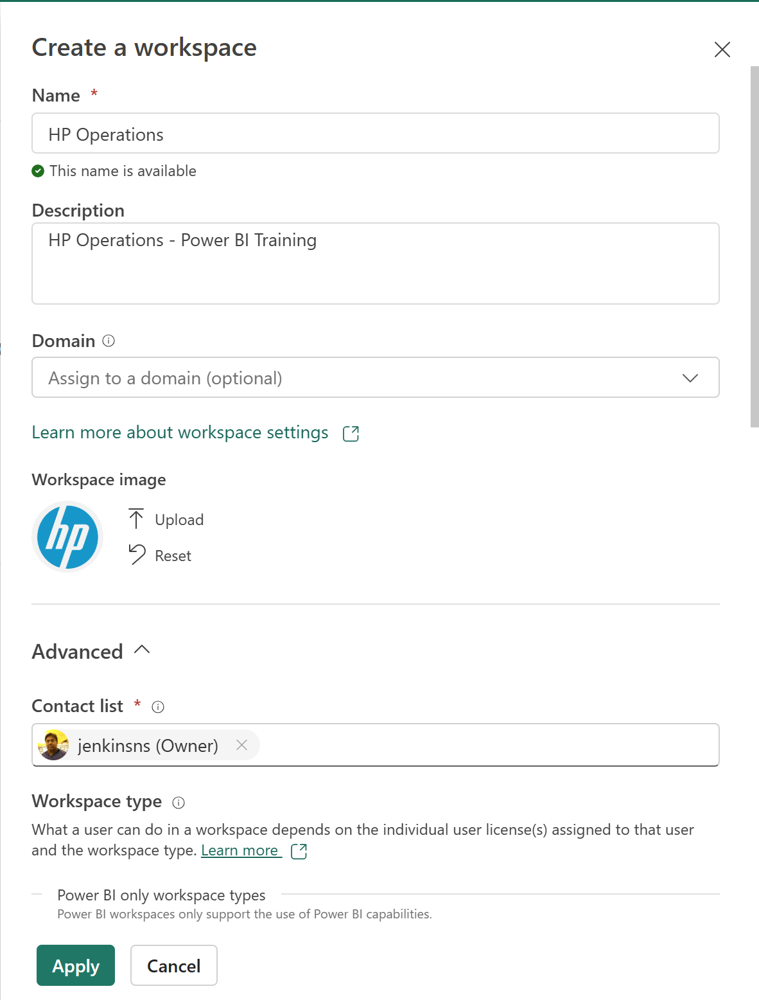 Create a workspace
Name *
HP Operations
This name is available
Description
HP Operations - Power BI Training
Domain
Assign to a domain (optional)
Learn more about workspace settings
Workspace image
hp
Upload
Reset
Advanced
Contact list *
jenkinsns (Owner)
Workspace type
What a user can do in a workspace depends on the individual user license(s) assigned to that user
and the workspace type. Learn more
Power BI only workspace types
Power BI workspaces only support the use of Power BI capabilities.
Apply Cancel